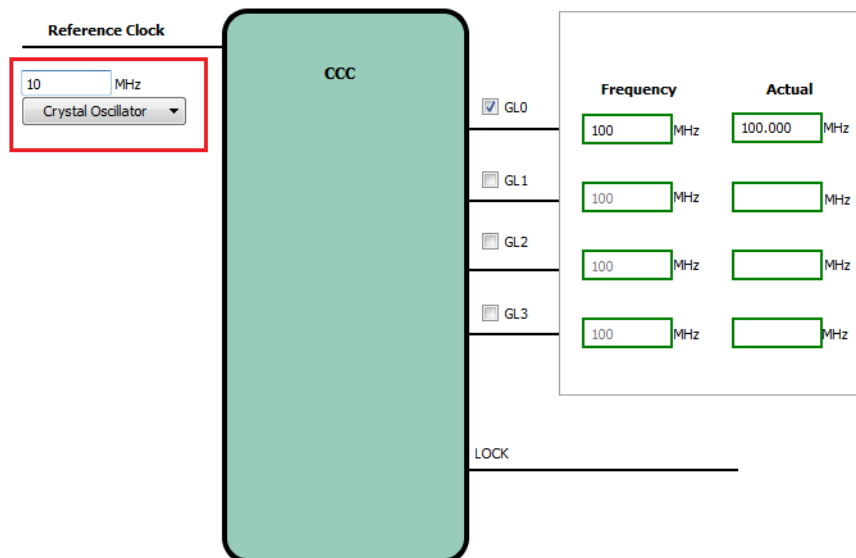 Reference Clock
10 MHz
Crystal Oscillator
CCC
GL0
GL1
GL2
GL3
LOCK
Frequency Actual
100 MHz 100.000 MHz
100 MHz MHz
100 MHz MHz
100 MHz MHz